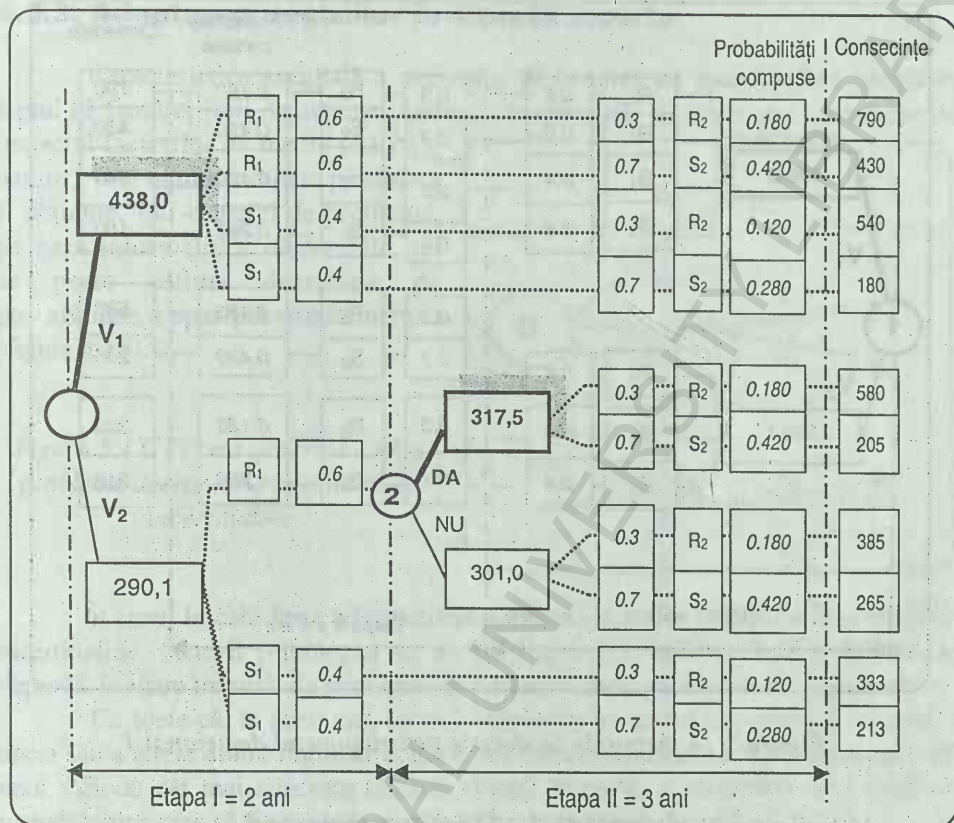 Probabilități Consecințe
compuse
R1 0.6 0.3 R2 0.180 790
R1 0.6 0.7 S2 0.420 430
438,0
S1 0.4 0.3 R2 0.120 540
S1 0.4 0.7 S2 0.280 180
V1
0.3 R2 0.180 580
317,5
0.7 S2 0.420 205
R1 0.6 2 DA
V2
NU
0.3 R2 0.180 385
290,1 301,0
0.7 S2 0.420 265
S1 0.4 0.3 R2 0.120 333
S1 0.4 0.7 S2 0.280 213
Etapa I = 2 ani Etapa II = 3 ani
UNIVERSITY